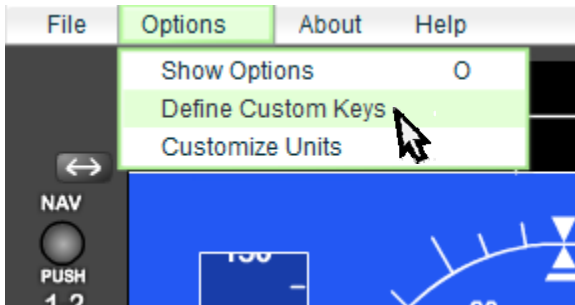 File Options About Help
Show Options O
Define Custom Keys
Customize Units
NAV
PUSH